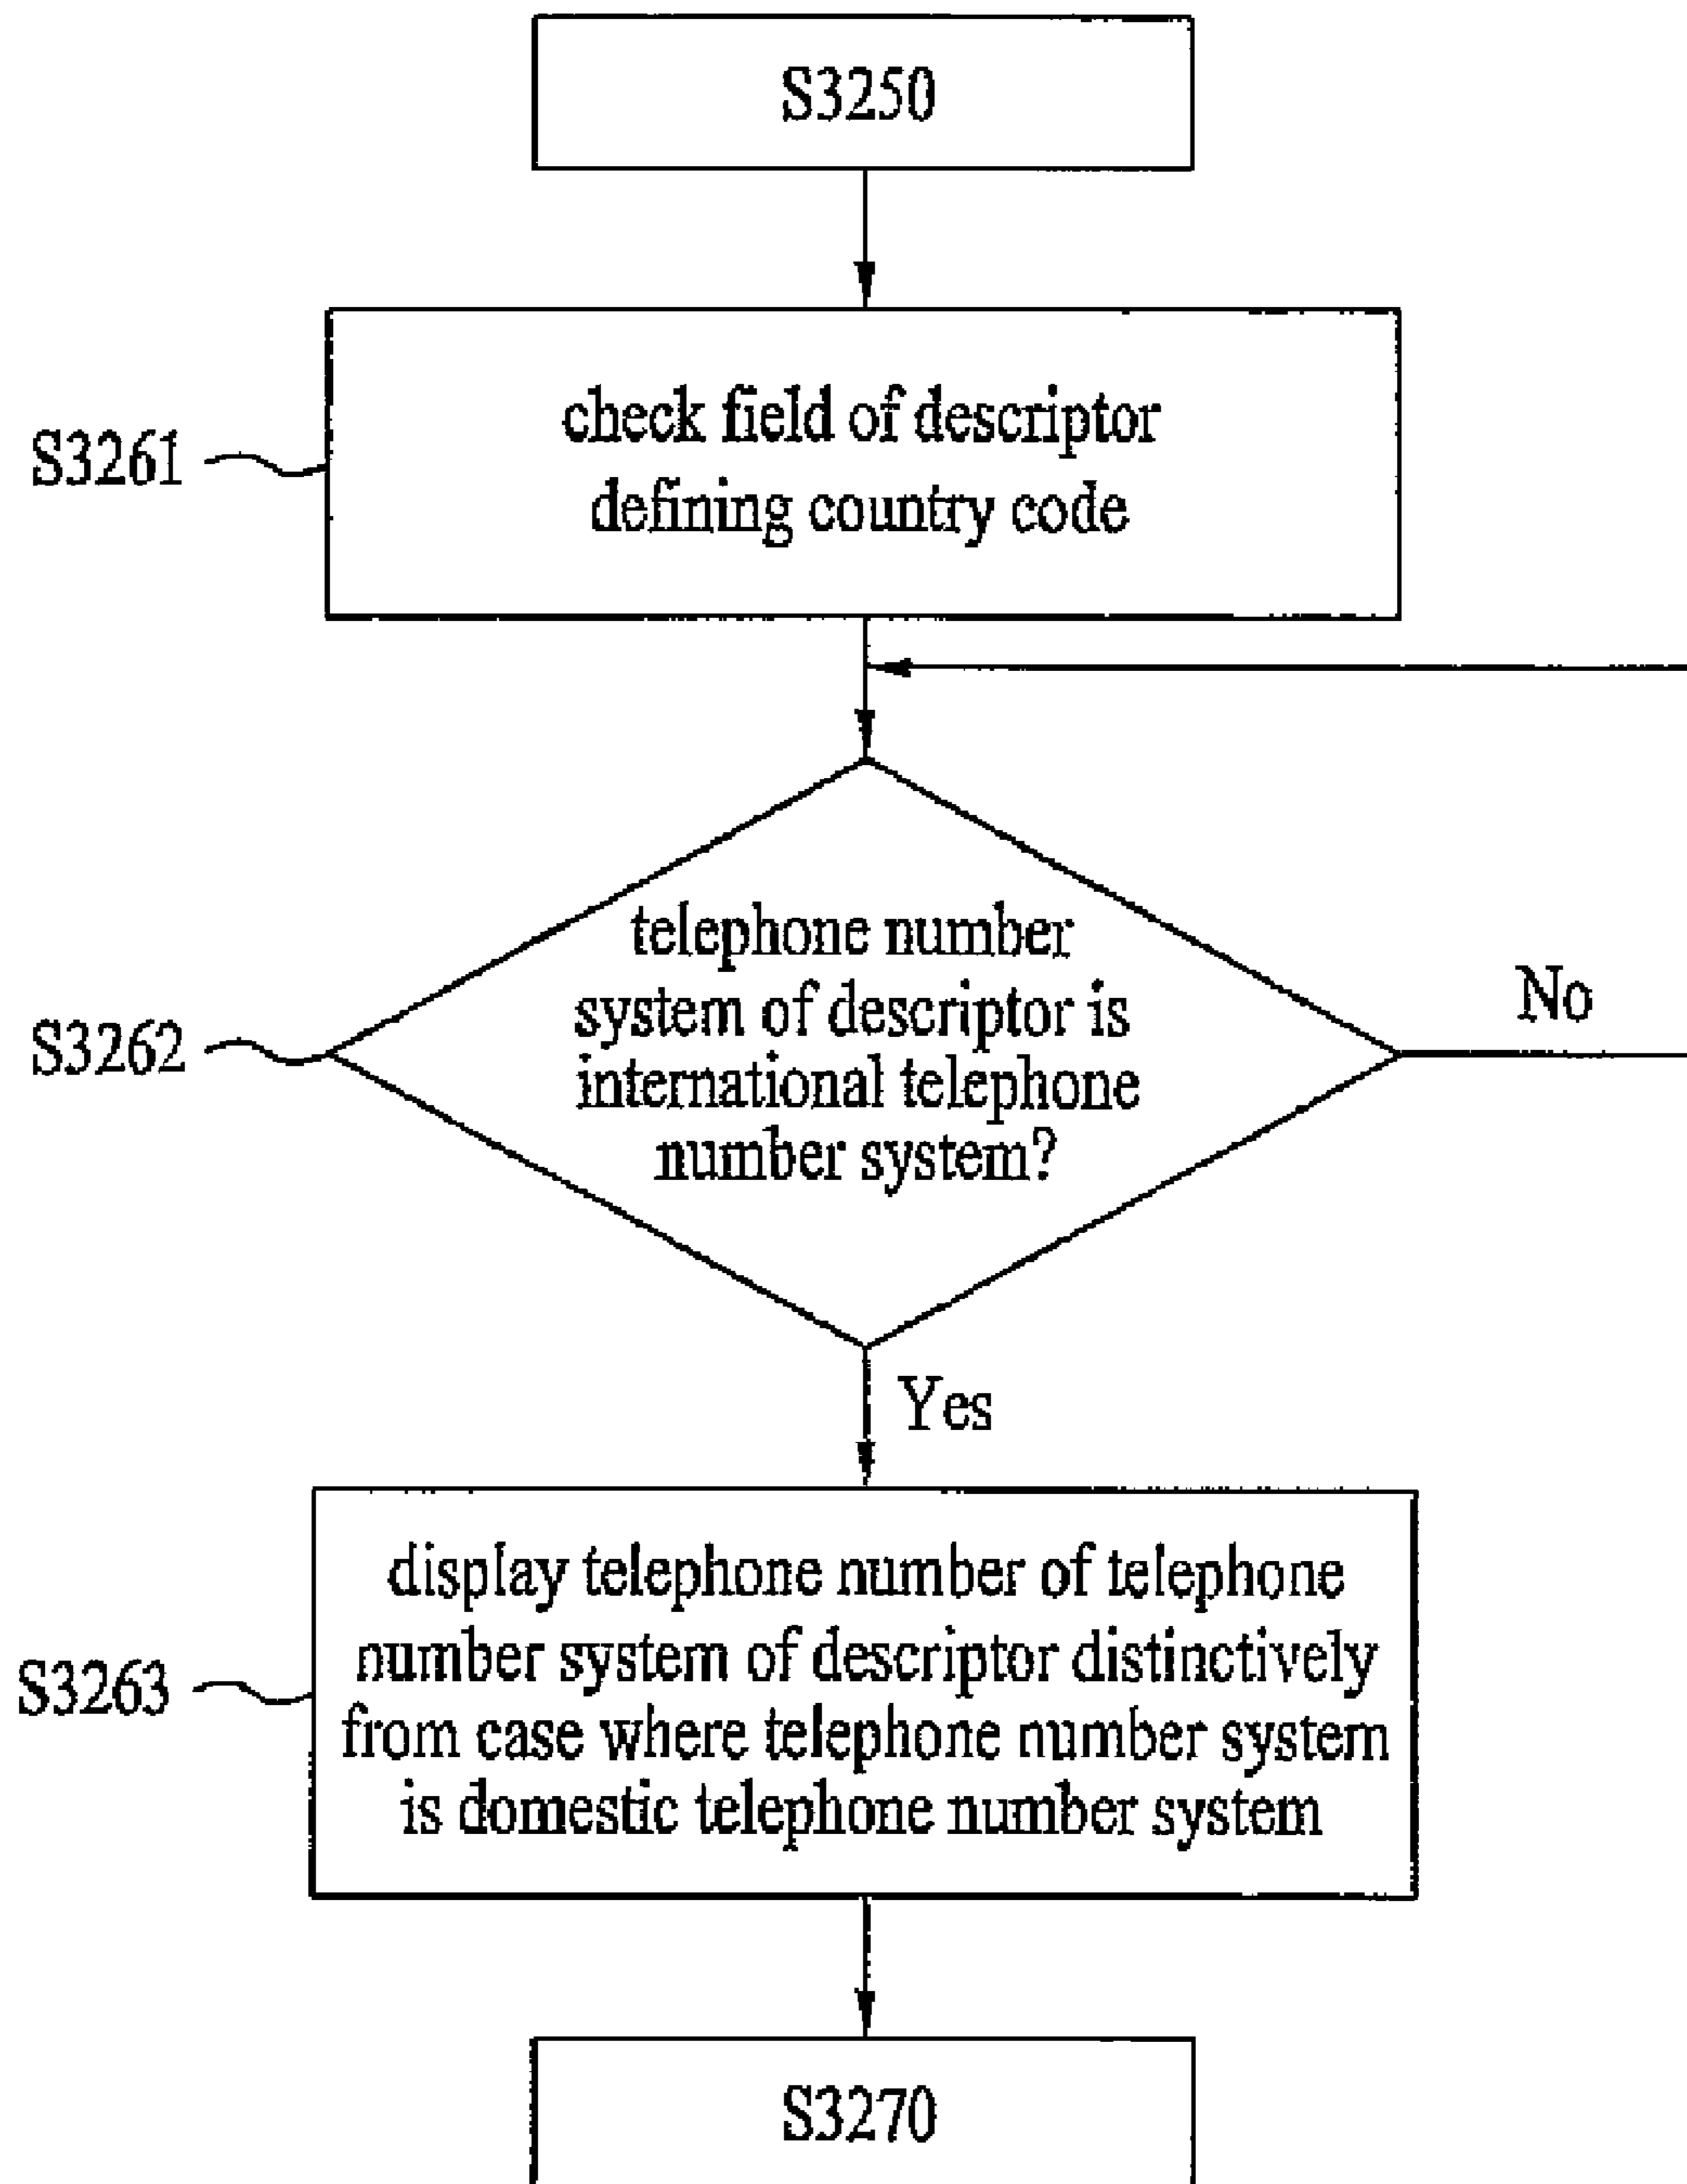 S3250
check field of descriptor
defining country code
S3261
telephone number
system of descriptor is
international telephone
number system?
S3262
No
Yes
display telephone number of telephone
number system of descriptor distinctively
from case where telephone number system
is domestic telephone number system
S3263
S3270